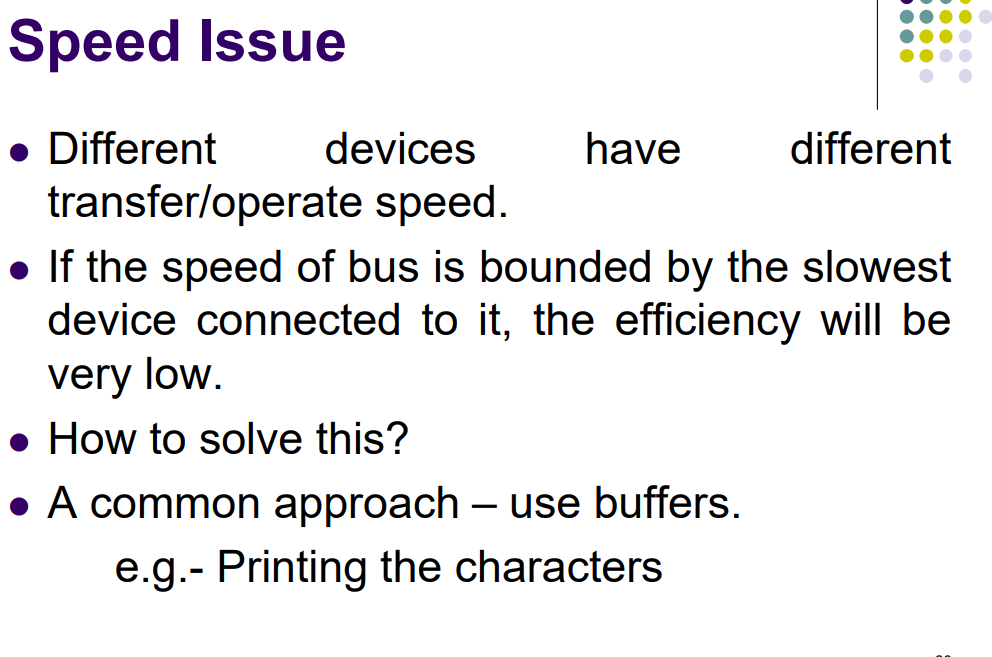 Speed Issue
● Different devices have different
transfer/operate speed.
● If the speed of bus is bounded by the slowest
device connected to it, the efficiency will be
very low.
● How to solve this?
● A common approach – use buffers.
e.g.- Printing the characters